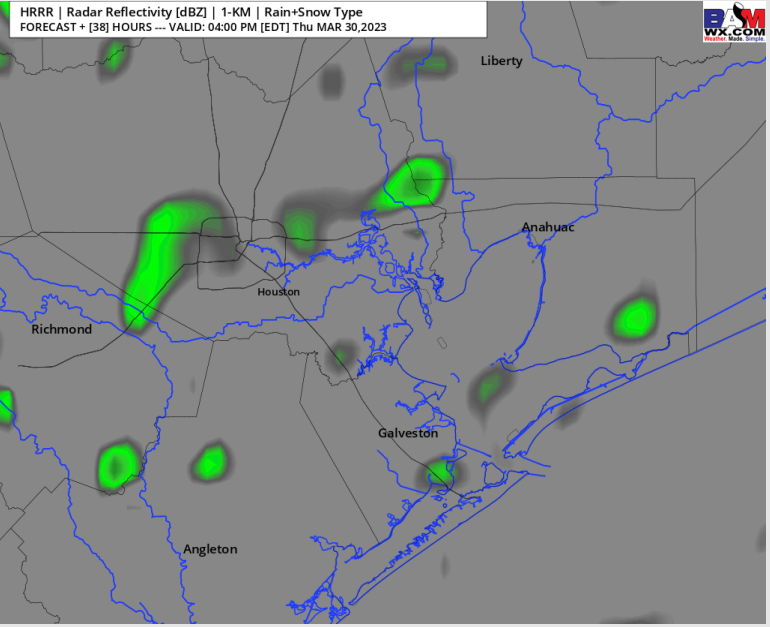 HRRR | Radar Reflectivity [dBZ] | 1-KM | Rain+Snow Type
FORECAST + [38] HOURS --- VALID: 04:00 PM [EDT] Thu MAR 30,2023
BAM
WX.COM
Weather. Made. Simple.
Liberty
Anahuac
Houston
Richmond
Galveston
Angleton